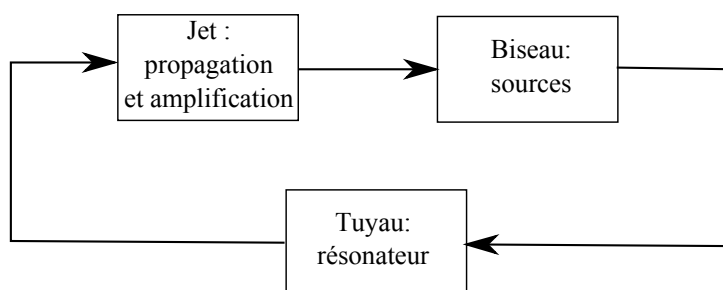 Jet :
propagation
et amplification
Biseau:
sources
Tuyau:
résonateur